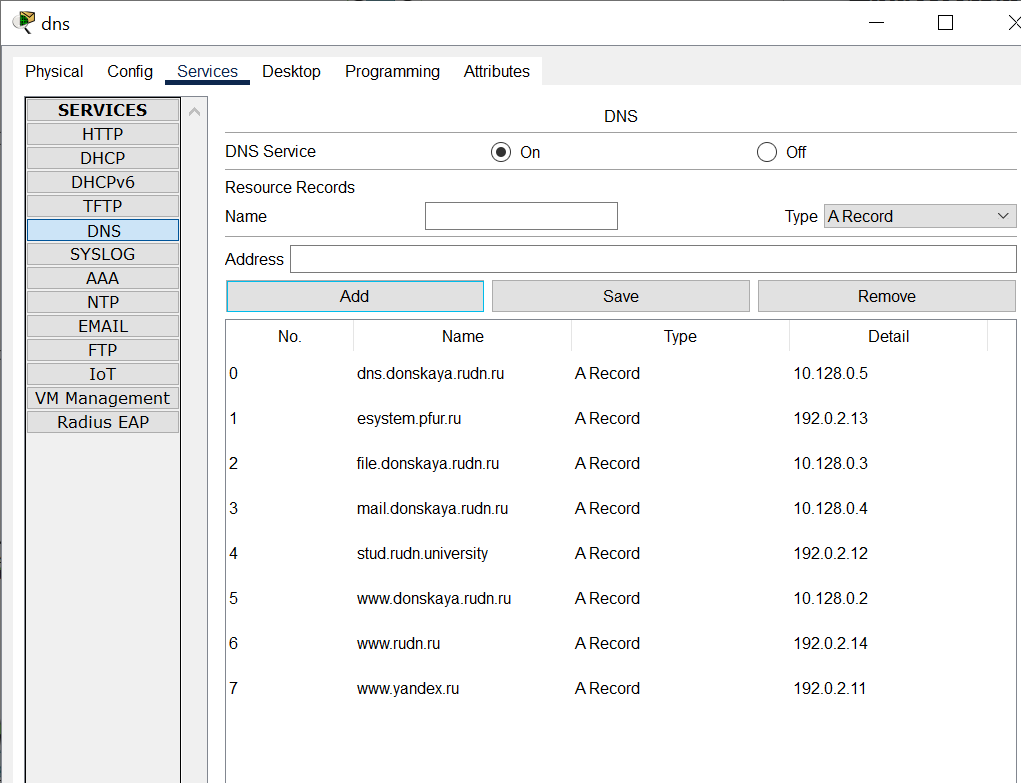 dns
Physical Config Services Desktop Programming Attributes
SERVICES
HTTP
DHCP
DHCPv6
TFTP
DNS
SYSLOG
AAA
NTP
EMAIL
FTP
IoT
VM Management
Radius EAP
DNS
DNS Service On Off
Resource Records
Name Type A Record
Address
Add Save Remove
No. Name Type Detail
0 dns.donskaya.rudn.ru A Record 10.128.0.5
1 esystem.pfur.ru A Record 192.0.2.13
2 file.donskaya.rudn.ru A Record 10.128.0.3
3 mail.donskaya.rudn.ru A Record 10.128.0.4
4 stud.rudn.university A Record 192.0.2.12
5 www.donskaya.rudn.ru A Record 10.128.0.2
6 www.rudn.ru A Record 192.0.2.14
7 www.yandex.ru A Record 192.0.2.11